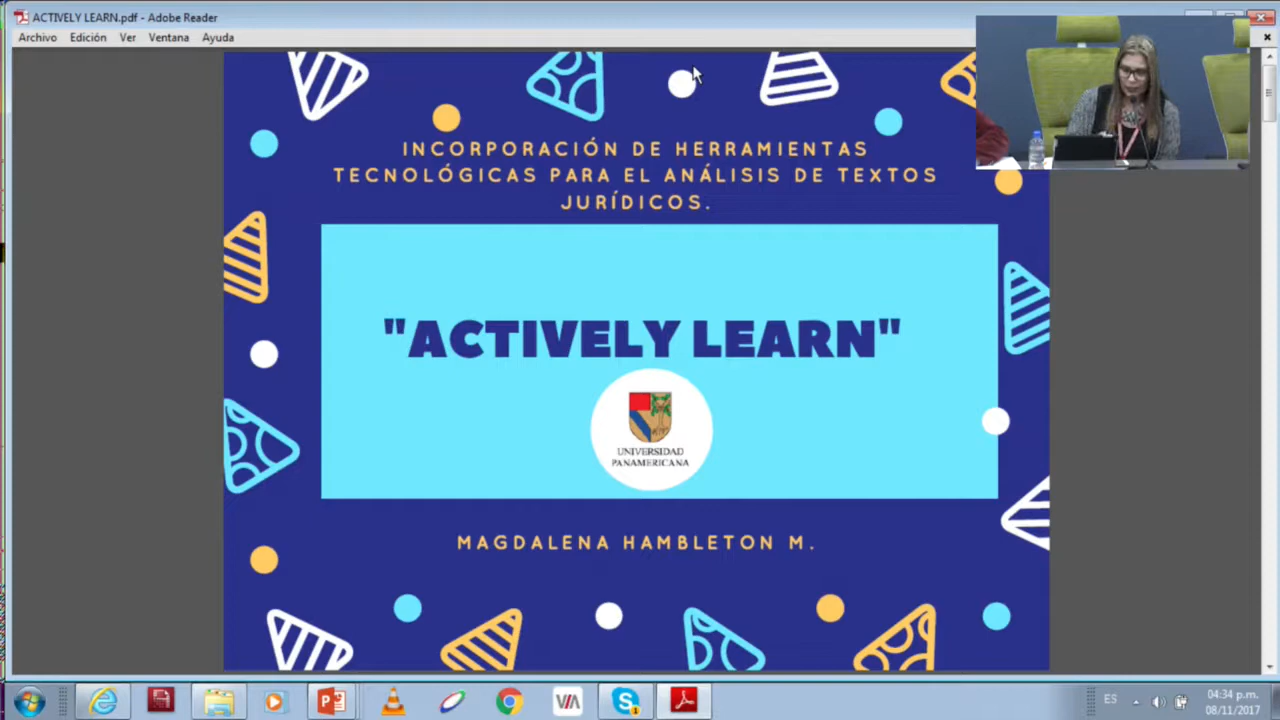 ACTIVELY LEARN.pdf - Adobe Reader
Archivo Edición Ver Ventana Ayuda
INCORPORACIÓN DE HERRAMIENTAS
TECNOLÓGICAS PARA EL ANÁLISIS DE TEXTOS
JURÍDICOS.
"ACTIVELY LEARN"
UNIVERSIDAD
PANAMERICANA
MAGDALENA HAMBLETON M.
VIA
ES
04:34 p.m.
08/11/2017